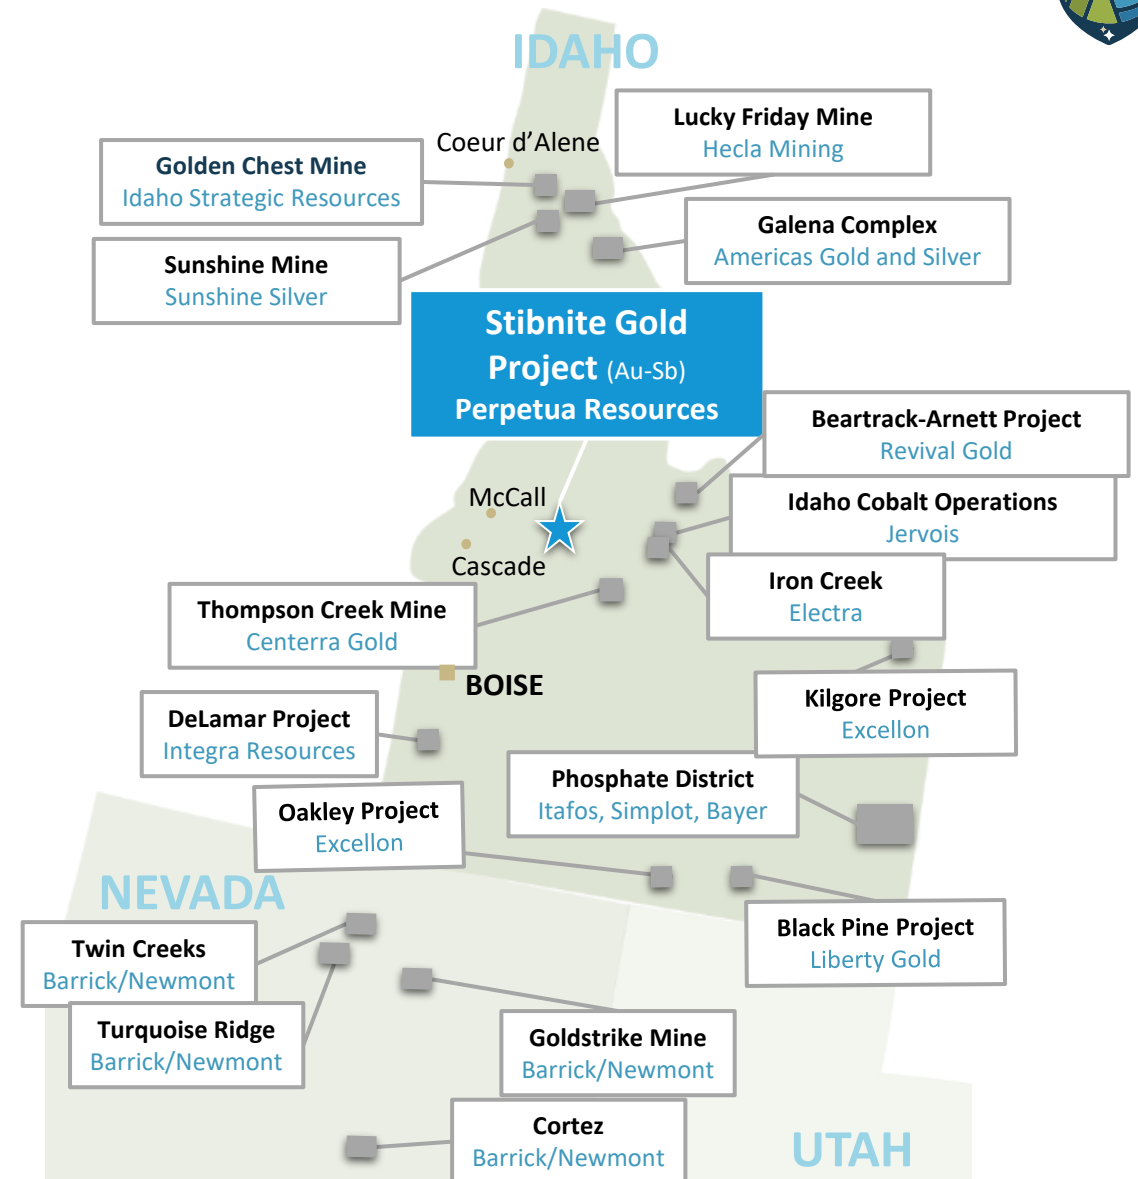 IDAHO
Lucky Friday Mine
Hecla Mining
Coeur d’Alene
Golden Chest Mine
Idaho Strategic Resources
Galena Complex
Americas Gold and Silver
Sunshine Mine
Sunshine Silver
Stibnite Gold
Project (Au-Sb)
Perpetua Resources
Beartrack-Arnett Project
Revival Gold
McCall
Idaho Cobalt Operations
Jervois
Cascade
Iron Creek
Electra
Thompson Creek Mine
Centerra Gold
BOISE
Kilgore Project
Excellon
DeLamar Project
Integra Resources
Phosphate District
Itafos, Simplot, Bayer
Oakley Project
Excellon
NEVADA
Black Pine Project
Liberty Gold
Twin Creeks
Barrick/Newmont
Turquoise Ridge
Barrick/Newmont
Goldstrike Mine
Barrick/Newmont
Cortez
Barrick/Newmont
UTAH